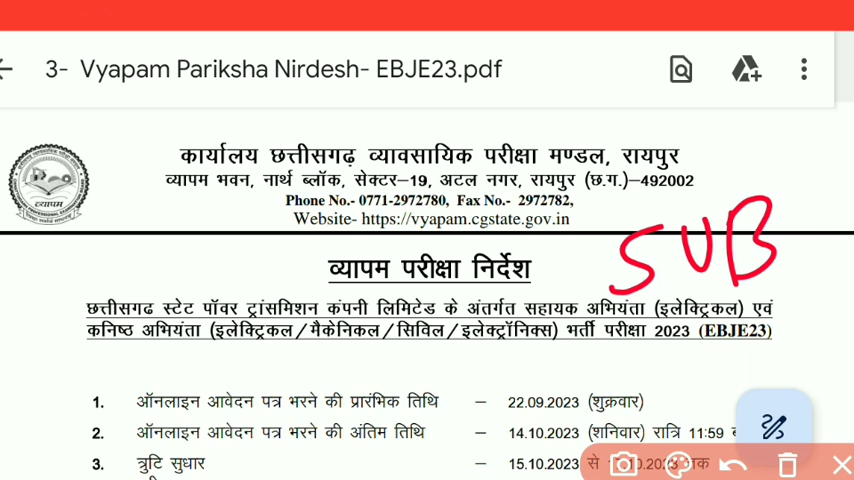 3- Vyapam Pariksha Nirdesh- EBJE23.pdf
कार्यालय छत्तीसगढ़ व्यावसायिक परीक्षा मण्डल, रायपुर
व्यापम भवन, नार्थ ब्लॉक, सेक्टर–19, अटल नगर, रायपुर (छ.ग.)–492002
Phone No.- 0771-2972780, Fax No.- 2972782,
Website- https://vyapam.cgstate.gov.in
व्यापम
व्यापम परीक्षा निर्देश
SUB
छत्तीसगढ स्टेट पॉवर ट्रांसमिशन कंपनी लिमिटेड के अंतर्गत सहायक अभियंता (इलेक्ट्रिकल) एवं
कनिष्ठ अभियंता (इलेक्ट्रिकल/मैकेनिकल/सिविल/इलेक्ट्रॉनिक्स) भर्ती परीक्षा 2023 (EBJE23)
1. ऑनलाइन आवेदन पत्र भरने की प्रारंभिक तिथि – 22.09.2023 (शुक्रवार)
2. ऑनलाइन आवेदन पत्र भरने की अंतिम तिथि – 14.10.2023 (शनिवार) रात्रि 11:59
3. त्रुटि सुधार – 15.10.2023 से .10.2023 तक